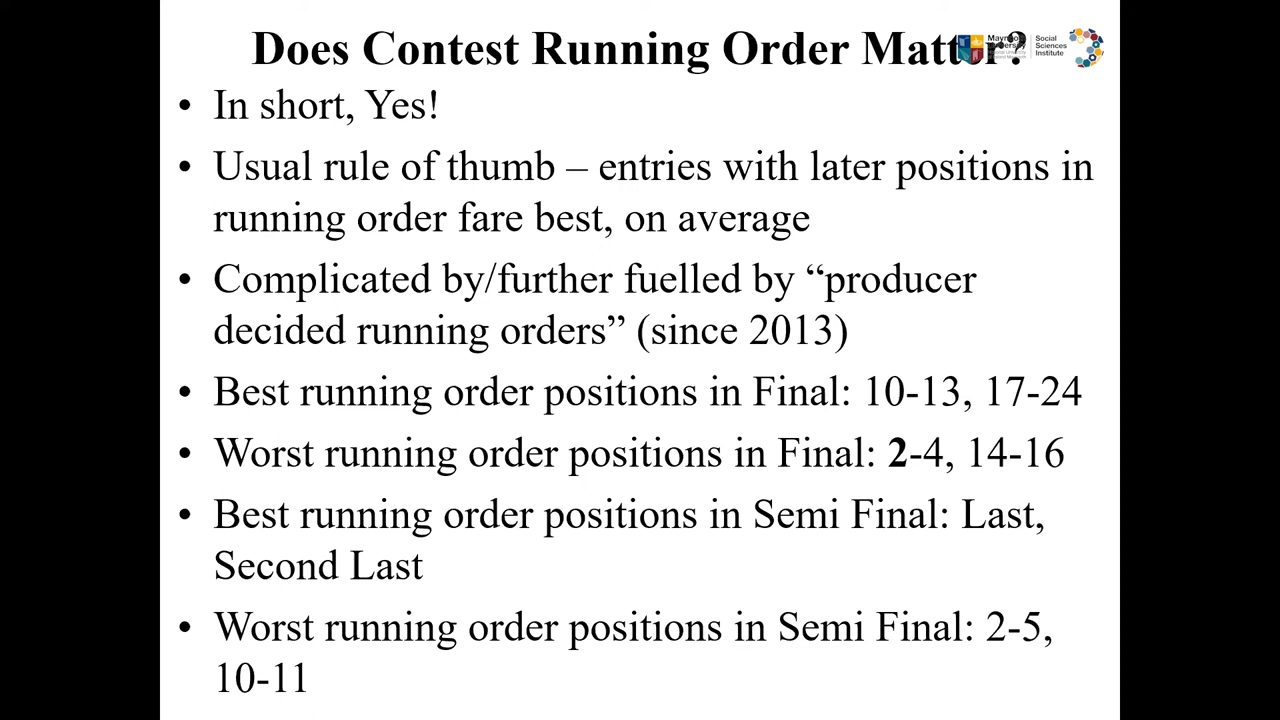 Does Contest Running Order Matter?
Social
Sciences
Institute
• In short, Yes!
• Usual rule of thumb – entries with later positions in
running order fare best, on average
• Complicated by/further fuelled by “producer
decided running orders” (since 2013)
• Best running order positions in Final: 10-13, 17-24
• Worst running order positions in Final: 2-4, 14-16
• Best running order positions in Semi Final: Last,
Second Last
• Worst running order positions in Semi Final: 2-5,
10-11